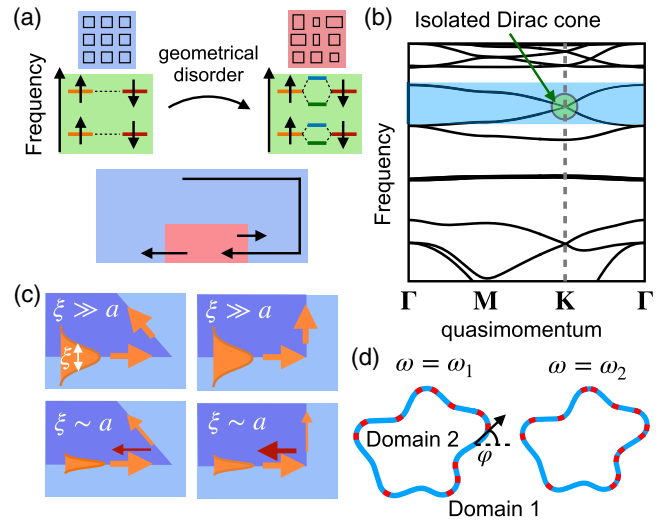 (a)
geometrical
disorder
Frequency
(b)
Isolated Dirac cone
Frequency
Γ M K Γ
quasimomentum
(c)
ξ ≫ a
ξ ≫ a
ξ
ξ ~ a
ξ ~ a
(d)
ω = ω₁
ω = ω₂
Domain 2
φ
Domain 1